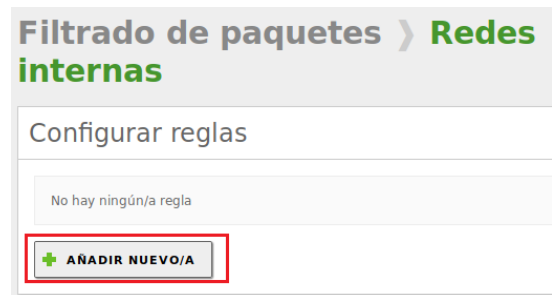 Filtrado de paquetes ❭ Redes
internas
Configurar reglas
No hay ningún/a regla
AÑADIR NUEVO/A